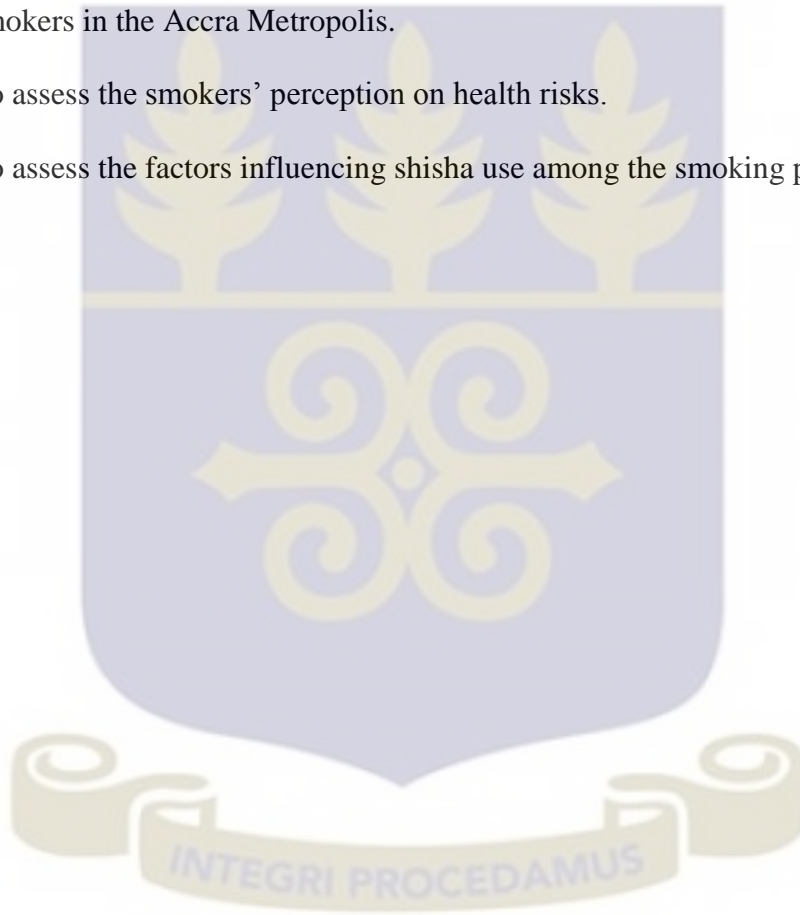 in the Accra Metropolis.
assess the smokers’ perception on health risks.
assess the factors influencing shisha use among the smoking
INTEGRI PROCEDAMUS